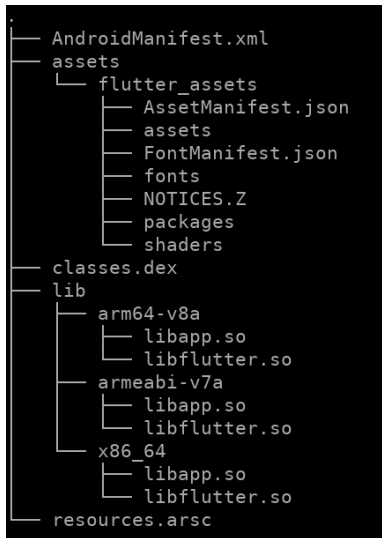 .
├── AndroidManifest.xml
├── assets
│   └── flutter_assets
│       ├── AssetManifest.json
│       ├── assets
│       ├── FontManifest.json
│       ├── fonts
│       ├── NOTICES.Z
│       ├── packages
│       └── shaders
├── classes.dex
├── lib
│   ├── arm64-v8a
│   │   ├── libapp.so
│   │   └── libflutter.so
│   ├── armeabi-v7a
│   │   ├── libapp.so
│   │   └── libflutter.so
│   └── x86_64
│       ├── libapp.so
│       └── libflutter.so
└── resources.arsc